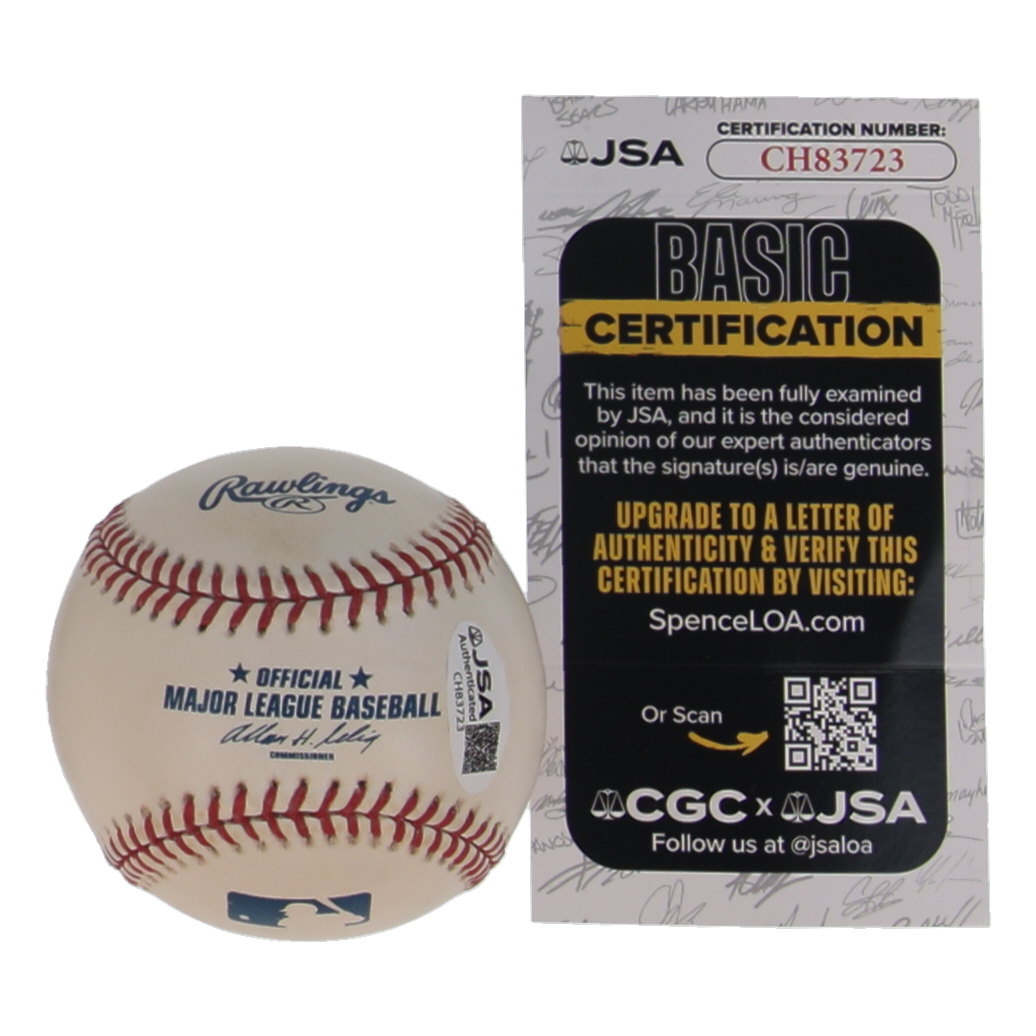 Rawlings
R
★ OFFICIAL ★
MAJOR LEAGUE BASEBALL
Allan H. Selig
COMMISSIONER
JSA
Authenticated
CH83723
LARRY HAMA
JSA
CERTIFICATION NUMBER:
CH83723
BASIC
CERTIFICATION
This item has been fully examined
by JSA, and it is the considered
opinion of our expert authenticators
that the signature(s) is/are genuine.
UPGRADE TO A LETTER OF
AUTHENTICITY & VERIFY THIS
CERTIFICATION BY VISITING:
SpenceLOA.com
Or Scan
CGC x JSA
Follow us at @jsaloa